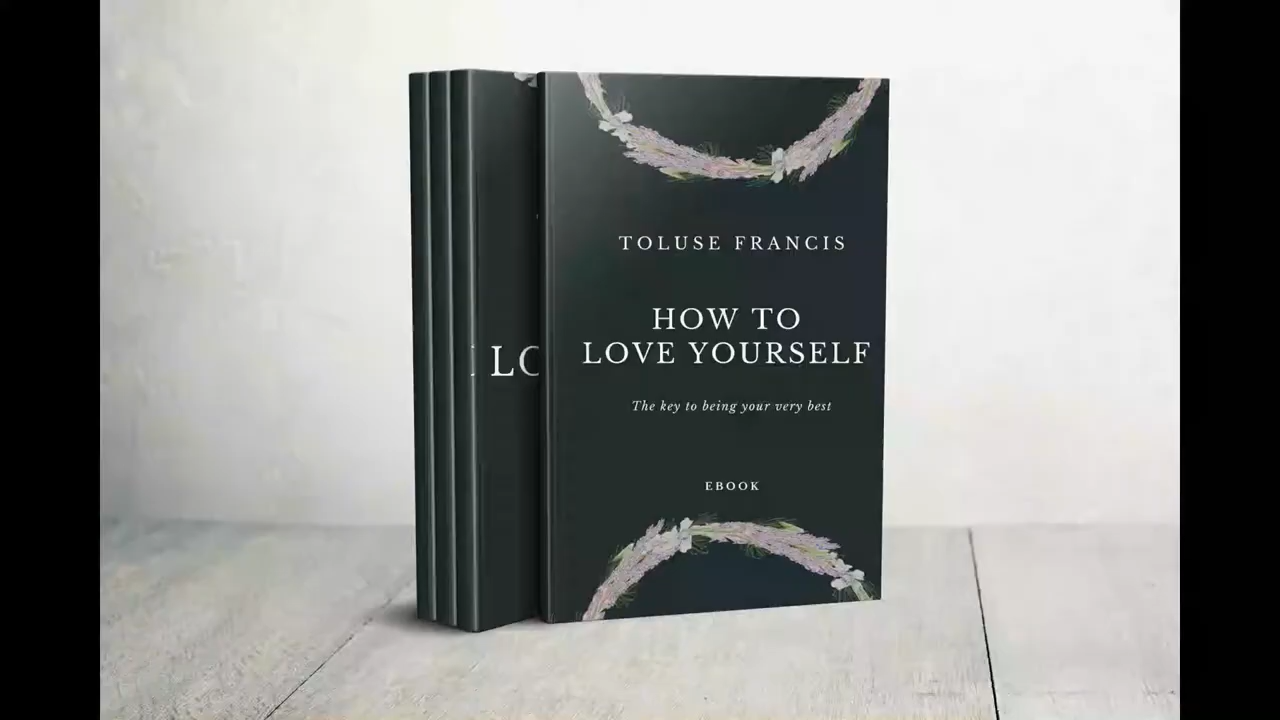 TOLUSE FRANCIS
HOW TO
LOVE YOURSELF
The key to being your very best
EBOOK
LO